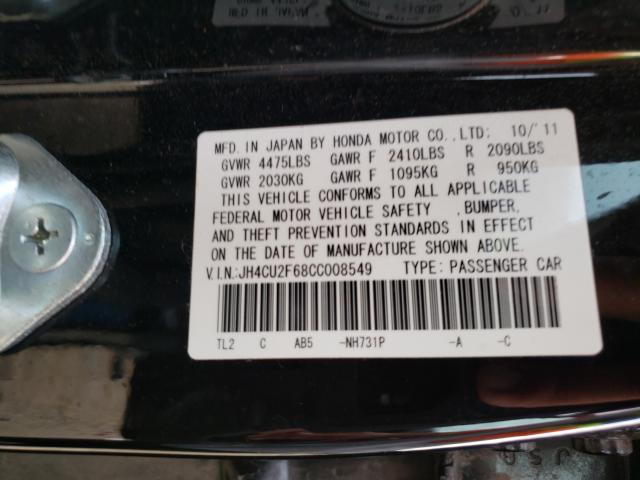 MFD. IN JAPAN BY HONDA MOTOR CO., LTD: 10/'11
GVWR 4475LBS GAWR F 2410LBS R 2090LBS
GVWR 2030KG GAWR F 1095KG R 950KG
THIS VEHICLE CONFORMS TO ALL APPLICABLE
FEDERAL MOTOR VEHICLE SAFETY ,BUMPER,
AND THEFT PREVENTION STANDARDS IN EFFECT
ON THE DATE OF MANUFACTURE SHOWN ABOVE.
V.I.N:JH4CU2F68CC008549 TYPE: PASSENGER CAR
TL2 C AB5 -NH731P -A -C